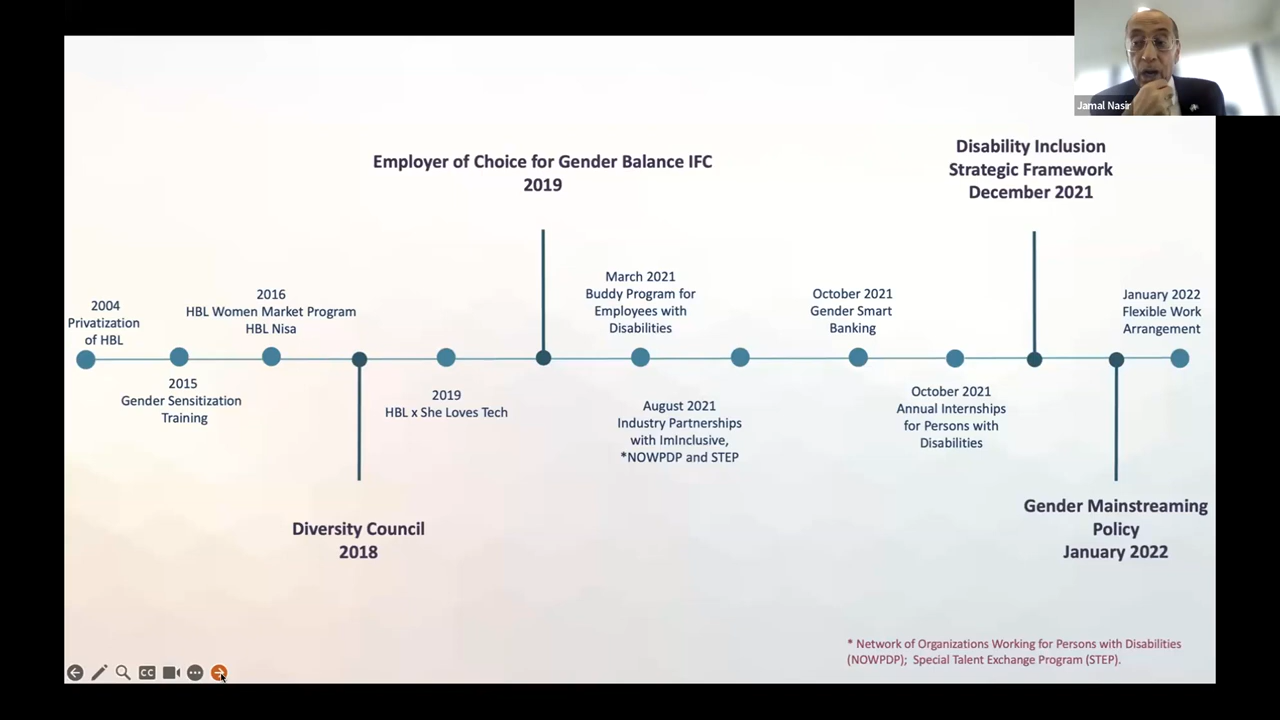 Jamal Nasir
Employer of Choice for Gender Balance IFC
2019
Disability Inclusion
Strategic Framework
December 2021
2004
Privatization
of HBL
2016
HBL Women Market Program
HBL Nisa
March 2021
Buddy Program for
Employees with
Disabilities
October 2021
Gender Smart
Banking
January 2022
Flexible Work
Arrangement
2015
Gender Sensitization
Training
2019
HBL x She Loves Tech
August 2021
Industry Partnerships
with ImInclusive,
*NOWPDP and STEP
October 2021
Annual Internships
for Persons with
Disabilities
Diversity Council
2018
Gender Mainstreaming
Policy
January 2022
* Network of Organizations Working for Persons with Disabilities
(NOWPDP); Special Talent Exchange Program (STEP).
CC